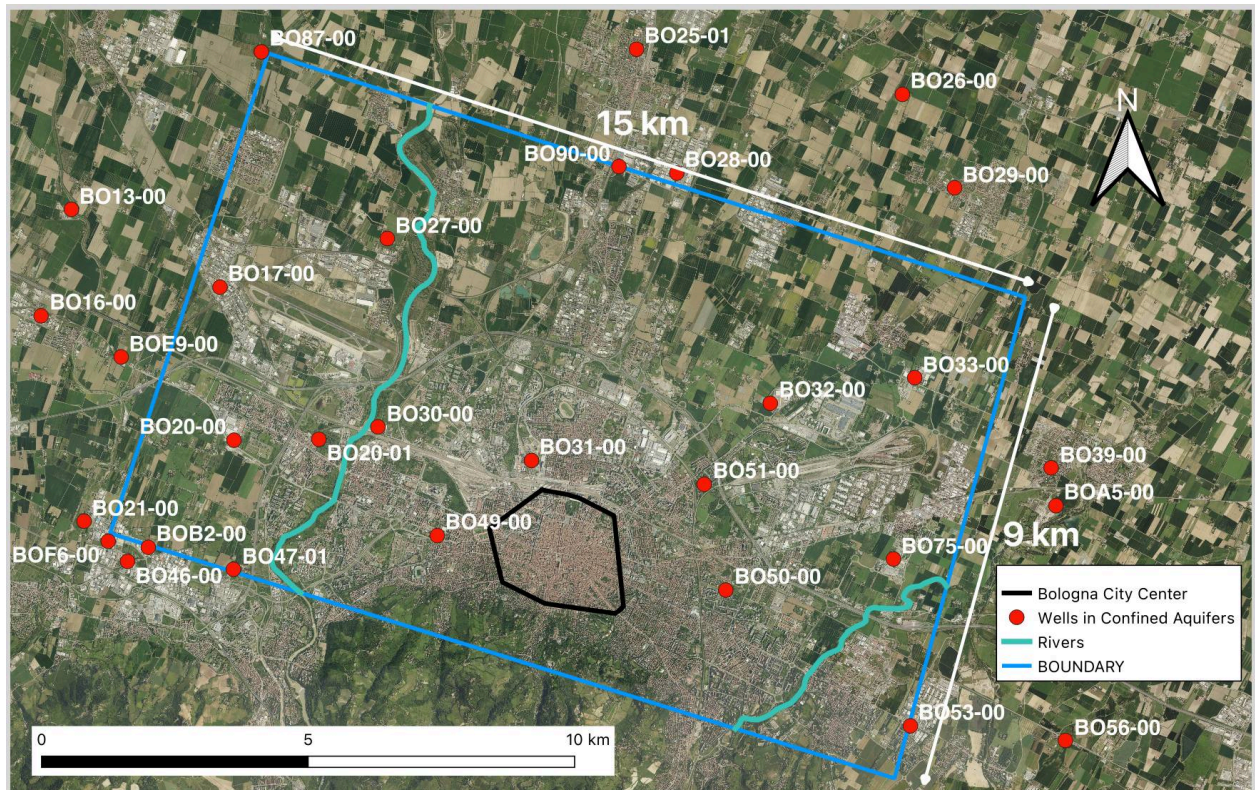 BO87-00
BO25-01
BO26-00
N
15 km
BO90-00
BO28-00
BO29-00
BO13-00
BO27-00
BO17-00
BO16-00
BOE9-00
BO33-00
BO32-00
BO30-00
BO20-00
BO20-01
BO31-00
BO51-00
BO39-00
BOA5-00
BO21-00
BOB2-00
BO49-00
9 km
BOF6-00
BO47-01
BO75-00
BO46-00
BO50-00
Bologna City Center
Wells in Confined Aquifers
Rivers
BOUNDARY
BO53-00
BO56-00
0 5 10 km